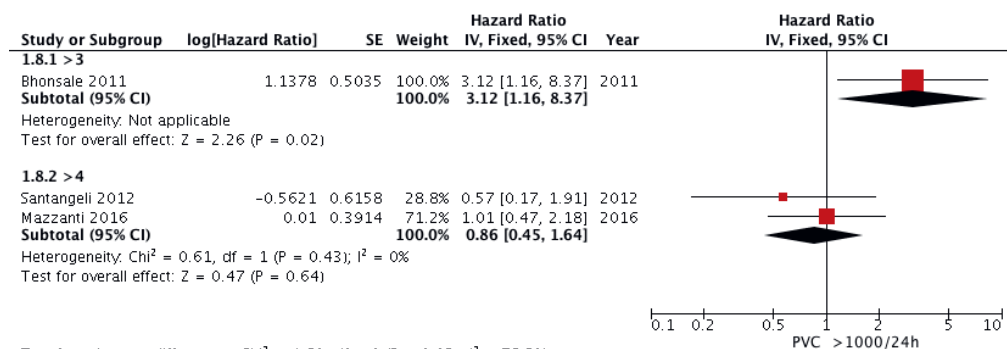 Hazard Ratio Hazard Ratio
Study or Subgroup log[Hazard Ratio] SE Weight IV, Fixed, 95% CI Year IV, Fixed, 95% CI
1.8.1 >3
Bhonsale 2011 1.1378 0.5035 100.0% 3.12 [1.16, 8.37] 2011
Subtotal (95% CI) 100.0% 3.12 [1.16, 8.37]
Heterogeneity: Not applicable
Test for overall effect: Z = 2.26 (P = 0.02)
1.8.2 >4
Santangeli 2012 -0.5621 0.6158 28.8% 0.57 [0.17, 1.91] 2012
Mazzanti 2016 0.01 0.3914 71.2% 1.01 [0.47, 2.18] 2016
Subtotal (95% CI) 100.0% 0.86 [0.45, 1.64]
Heterogeneity: Chi² = 0.61, df = 1 (P = 0.43); I² = 0%
Test for overall effect: Z = 0.47 (P = 0.64)
0.1 0.2 0.5 1 2 5 10
PVC >1000/24h